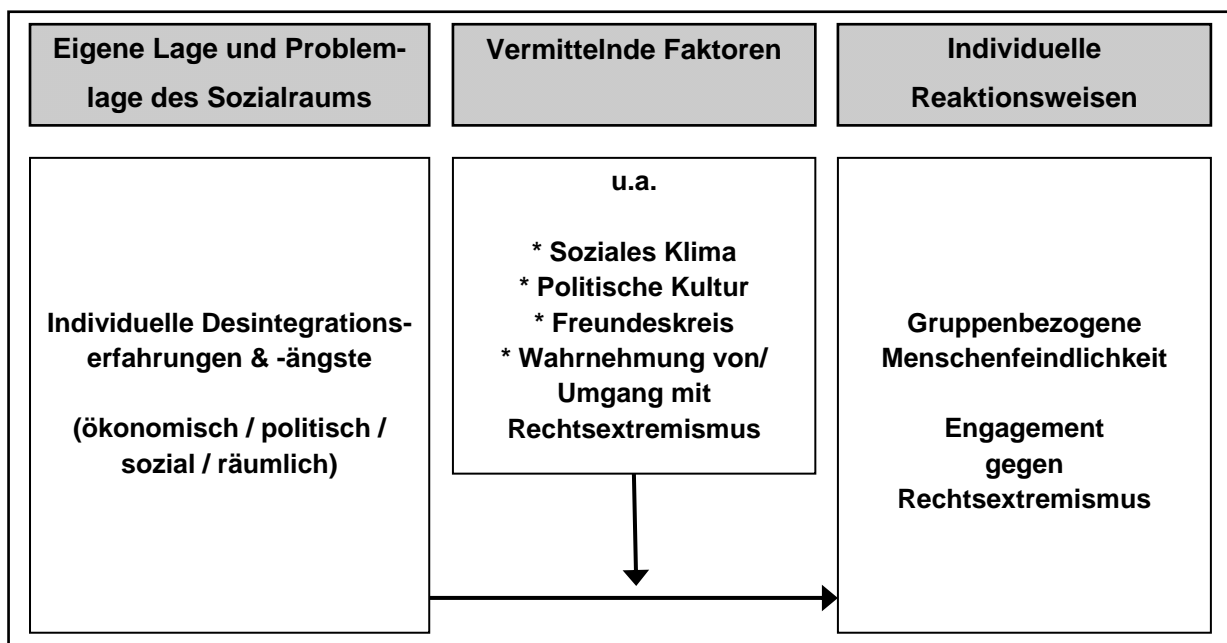 Eigene Lage und Problem-
lage des Sozialraums
Vermittelnde Faktoren
Individuelle
Reaktionsweisen
Individuelle Desintegrations-
erfahrungen & -ängste
(ökonomisch / politisch /
sozial / räumlich)
u.a.
* Soziales Klima
* Politische Kultur
* Freundeskreis
* Wahrnehmung von/
Umgang mit
Rechtsextremismus
Gruppenbezogene
Menschenfeindlichkeit
Engagement
gegen
Rechtsextremismus